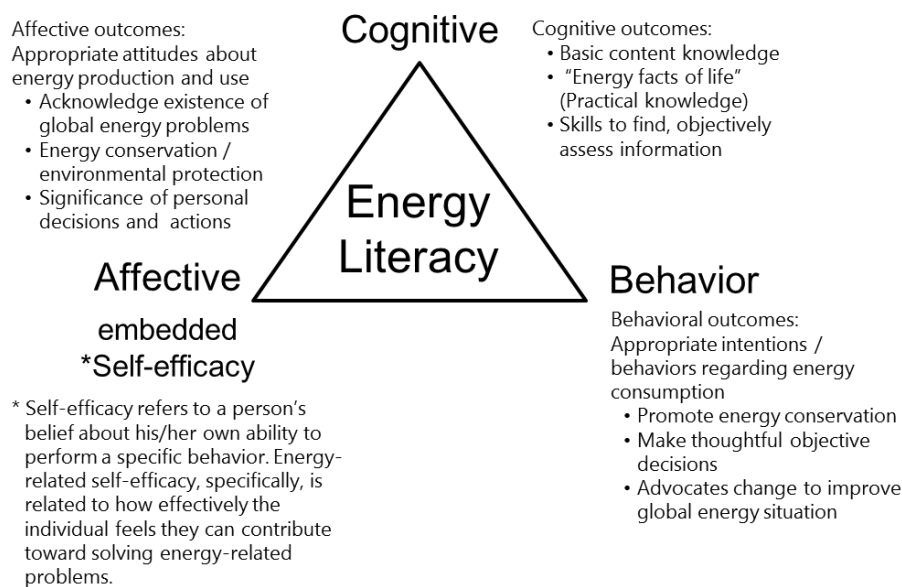 Affective outcomes:
Appropriate attitudes about
energy production and use
• Acknowledge existence of
global energy problems
• Energy conservation /
environmental protection
• Significance of personal
decisions and actions
Cognitive
Cognitive outcomes:
• Basic content knowledge
• “Energy facts of life”
(Practical knowledge)
• Skills to find, objectively
assess information
Energy
Literacy
Affective
embedded
*Self-efficacy
* Self-efficacy refers to a person’s
belief about his/her own ability to
perform a specific behavior. Energy-
related self-efficacy, specifically, is
related to how effectively the
individual feels they can contribute
toward solving energy-related
problems.
Behavior
Behavioral outcomes:
Appropriate intentions /
behaviors regarding energy
consumption
• Promote energy conservation
• Make thoughtful objective
decisions
• Advocates change to improve
global energy situation